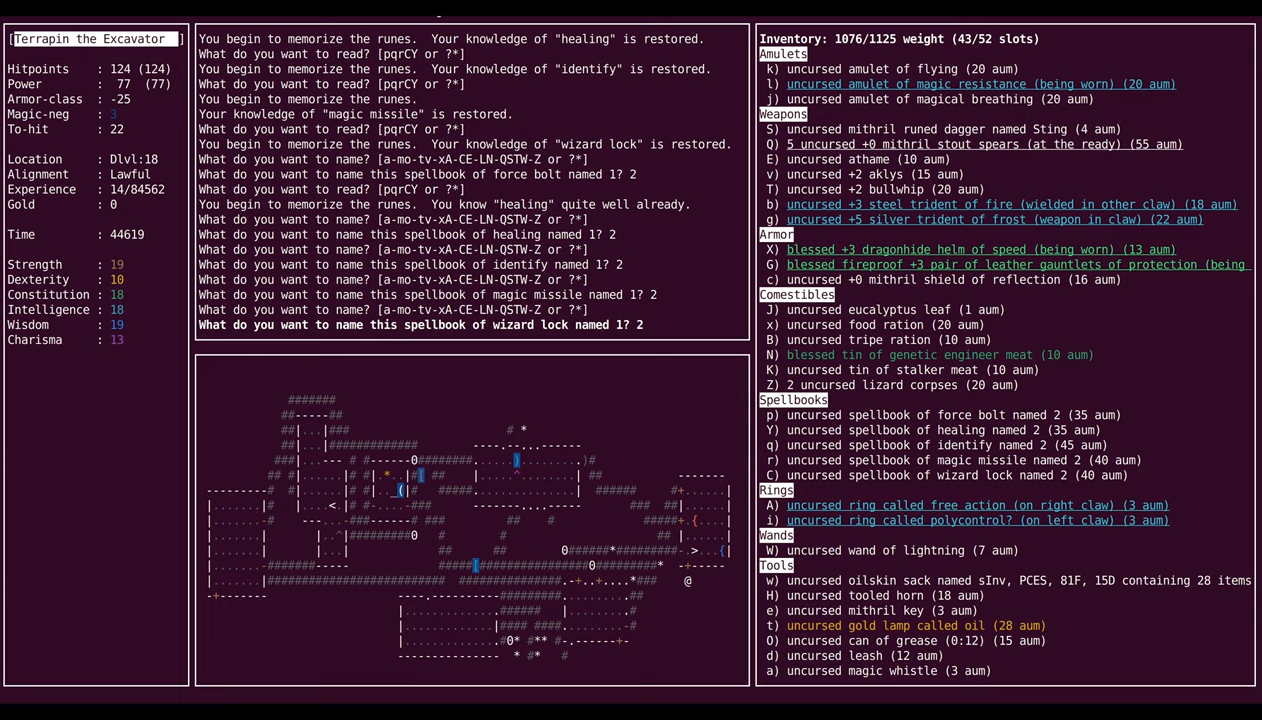 [Terrapin the Excavator ]
Hitpoints : 124 (124)
Power : 77 (77)
Armor-class : -25
Magic-neg : 3
To-hit : 22
Location : Dlvl:18
Alignment : Lawful
Experience : 14/84562
Gold : 0
Time : 44619
Strength : 19
Dexterity : 10
Constitution : 18
Intelligence : 18
Wisdom : 19
Charisma : 13
You begin to memorize the runes. Your knowledge of "healing" is restored.
What do you want to read? [pqrCY or ?*]
You begin to memorize the runes. Your knowledge of "identify" is restored.
What do you want to read? [pqrCY or ?*]
You begin to memorize the runes.
Your knowledge of "magic missile" is restored.
What do you want to read? [pqrCY or ?*]
You begin to memorize the runes. Your knowledge of "wizard lock" is restored.
What do you want to name? [a-mo-tv-xA-CE-LN-QSTW-Z or ?*]
What do you want to name this spellbook of force bolt named 1? 2
What do you want to read? [pqrCY or ?*]
You begin to memorize the runes. You know "healing" quite well already.
What do you want to name? [a-mo-tv-xA-CE-LN-QSTW-Z or ?*]
What do you want to name this spellbook of healing named 1? 2
What do you want to name? [a-mo-tv-xA-CE-LN-QSTW-Z or ?*]
What do you want to name this spellbook of identify named 1? 2
What do you want to name? [a-mo-tv-xA-CE-LN-QSTW-Z or ?*]
What do you want to name this spellbook of magic missile named 1? 2
What do you want to name? [a-mo-tv-xA-CE-LN-QSTW-Z or ?*]
What do you want to name this spellbook of wizard lock named 1? 2
Inventory: 1076/1125 weight (43/52 slots)
Amulets
k) uncursed amulet of flying (20 aum)
l) uncursed amulet of magic resistance (being worn) (20 aum)
j) uncursed amulet of magical breathing (20 aum)
Weapons
S) uncursed mithril runed dagger named Sting (4 aum)
Q) 5 uncursed +0 mithril stout spears (at the ready) (55 aum)
E) uncursed athame (10 aum)
v) uncursed +2 aklys (15 aum)
T) uncursed +2 bullwhip (20 aum)
b) uncursed +3 steel trident of fire (wielded in other claw) (18 aum)
g) uncursed +5 silver trident of frost (weapon in claw) (22 aum)
Armor
X) blessed +3 dragonhide helm of speed (being worn) (13 aum)
G) blessed fireproof +3 pair of leather gauntlets of protection (being
c) uncursed +0 mithril shield of reflection (16 aum)
Comestibles
J) uncursed eucalyptus leaf (1 aum)
x) uncursed food ration (20 aum)
B) uncursed tripe ration (10 aum)
N) blessed tin of genetic engineer meat (10 aum)
K) uncursed tin of stalker meat (10 aum)
Z) 2 uncursed lizard corpses (20 aum)
Spellbooks
p) uncursed spellbook of force bolt named 2 (35 aum)
Y) uncursed spellbook of healing named 2 (35 aum)
q) uncursed spellbook of identify named 2 (45 aum)
r) uncursed spellbook of magic missile named 2 (40 aum)
C) uncursed spellbook of wizard lock named 2 (40 aum)
Rings
A) uncursed ring called free action (on right claw) (3 aum)
i) uncursed ring called polycontrol? (on left claw) (3 aum)
Wands
W) uncursed wand of lightning (7 aum)
Tools
w) uncursed oilskin sack named sInv, PCES, 81F, 15D containing 28 items
H) uncursed tooled horn (18 aum)
e) uncursed mithril key (3 aum)
t) uncursed gold lamp called oil (28 aum)
O) uncursed can of grease (0:12) (15 aum)
d) uncursed leash (12 aum)
a) uncursed magic whistle (3 aum)